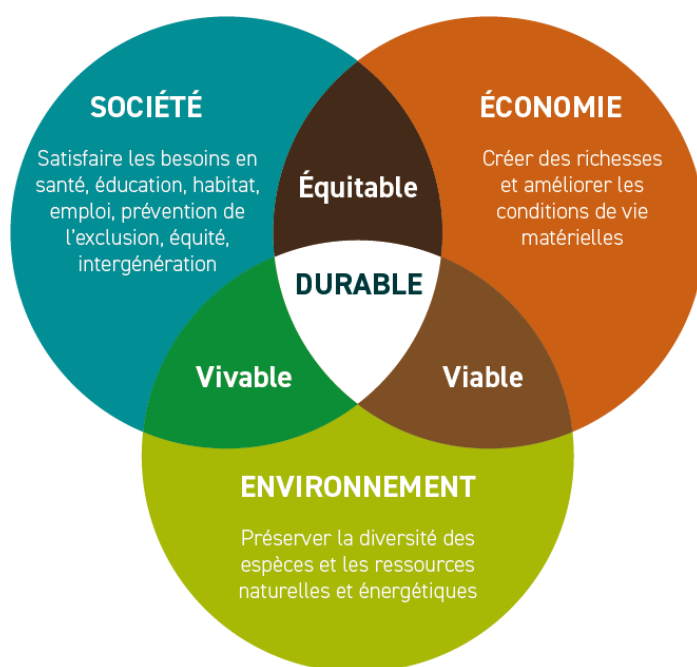 SOCIÉTÉ
Satisfaire les besoins en
santé, éducation, habitat,
emploi, prévention de
l'exclusion, équité,
intergénération
ÉCONOMIE
Créer des richesses
et améliorer les
conditions de vie
matérielles
Équitable
DURABLE
Vivable
Viable
ENVIRONNEMENT
Préserver la diversité des
espèces et les ressources
naturelles et énergétiques